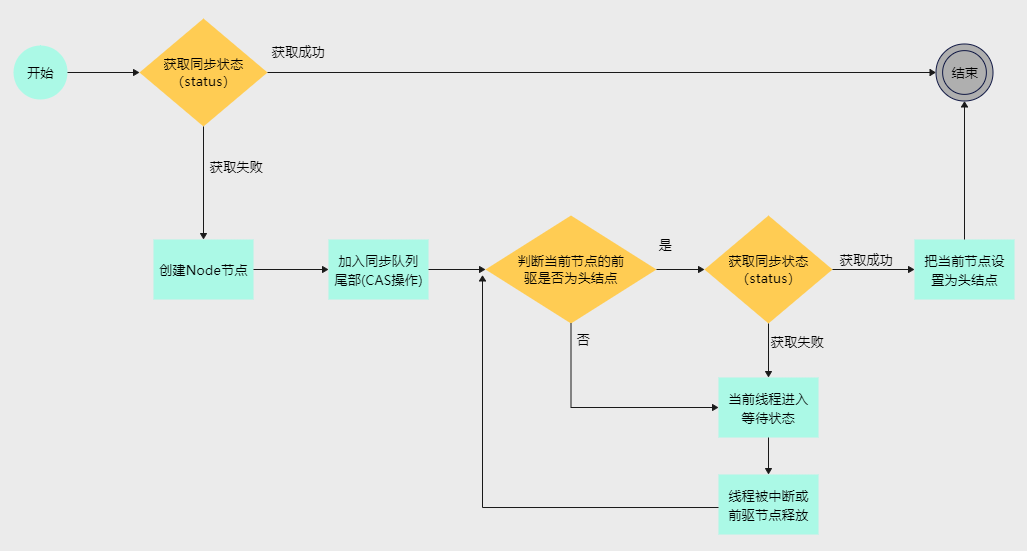 开始
获取同步状态
（status）
获取成功
结束
获取失败
创建Node节点
加入同步队列
尾部(CAS操作)
判断当前节点的前
驱是否为头结点
是
获取同步状态
（status）
获取成功
把当前节点设
置为头结点
否
获取失败
当前线程进入
等待状态
线程被中断或
前驱节点释放